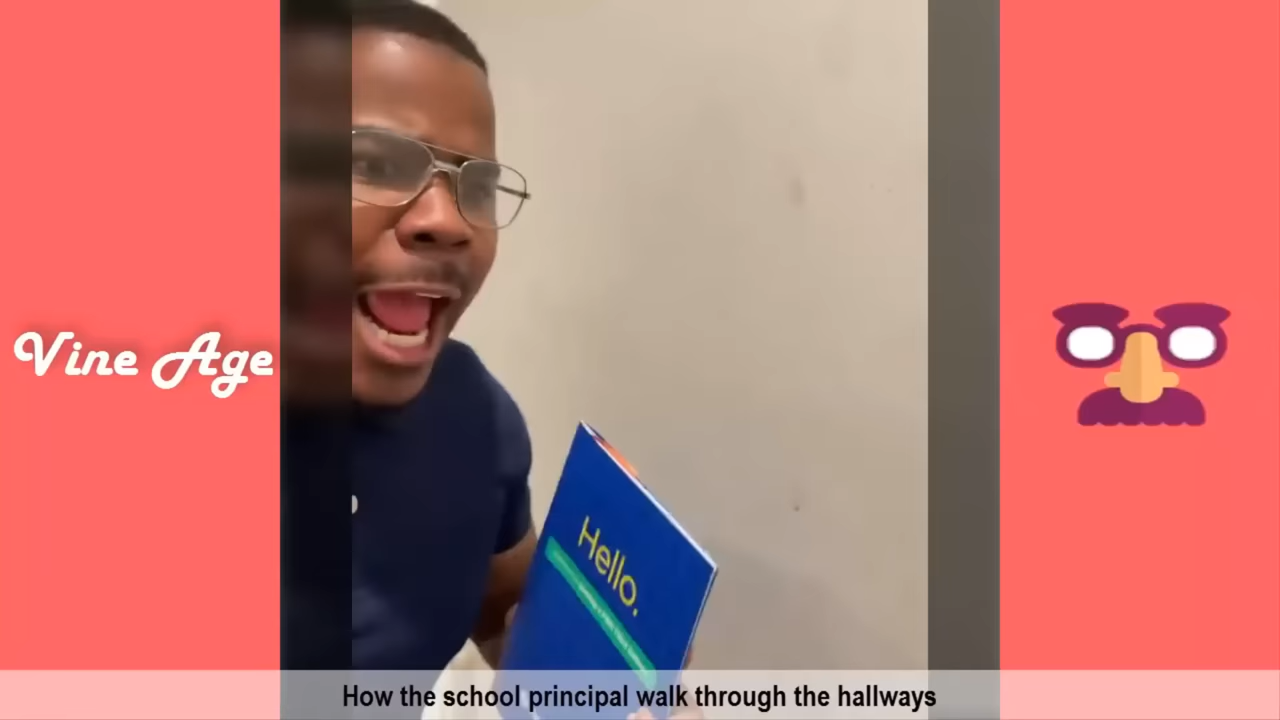 Vine Age
Hello.
How the school principal walk through the hallways